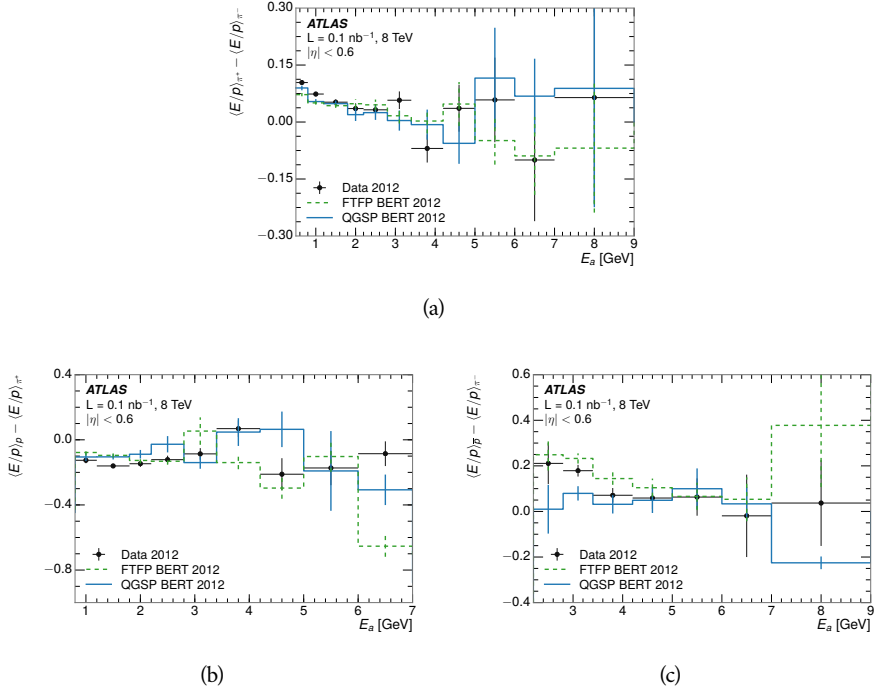 0.30
0.15
0.00
−0.15
−0.30
⟨E/p⟩π⁺ − ⟨E/p⟩π⁻
ATLAS
L = 0.1 nb⁻¹, 8 TeV
|η| < 0.6
Data 2012
FTFP BERT 2012
QGSP BERT 2012
1 2 3 4 5 6 7 8 9
Eₐ [GeV]
(a)
0.4
0.0
−0.4
−0.8
⟨E/p⟩p − ⟨E/p⟩π⁺
ATLAS
L = 0.1 nb⁻¹, 8 TeV
|η| < 0.6
Data 2012
FTFP BERT 2012
QGSP BERT 2012
1 2 3 4 5 6 7
Eₐ [GeV]
(b)
0.6
0.4
0.2
0.0
−0.2
−0.4
⟨E/p⟩p̅ − ⟨E/p⟩π⁻
ATLAS
L = 0.1 nb⁻¹, 8 TeV
|η| < 0.6
Data 2012
FTFP BERT 2012
QGSP BERT 2012
3 4 5 6 7 8 9
Eₐ [GeV]
(c)